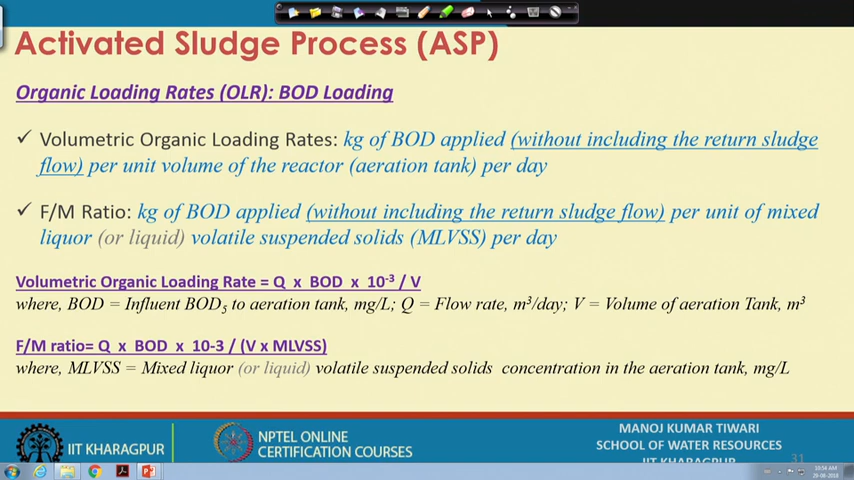 Activated Sludge Process (ASP)
Organic Loading Rates (OLR): BOD Loading
✓ Volumetric Organic Loading Rates: kg of BOD applied (without including the return sludge
flow) per unit volume of the reactor (aeration tank) per day
✓ F/M Ratio: kg of BOD applied (without including the return sludge flow) per unit of mixed
liquor (or liquid) volatile suspended solids (MLVSS) per day
Volumetric Organic Loading Rate = Q x BOD x 10⁻³ / V
where, BOD = Influent BOD₅ to aeration tank, mg/L; Q = Flow rate, m³/day; V = Volume of aeration Tank, m³
F/M ratio= Q x BOD x 10-3 / (V x MLVSS)
where, MLVSS = Mixed liquor (or liquid) volatile suspended solids concentration in the aeration tank, mg/L
IIT KHARAGPUR
NPTEL ONLINE
CERTIFICATION COURSES
MANOJ KUMAR TIWARI
SCHOOL OF WATER RESOURCES
IIT KHARAGPUR
31
10:54 AM